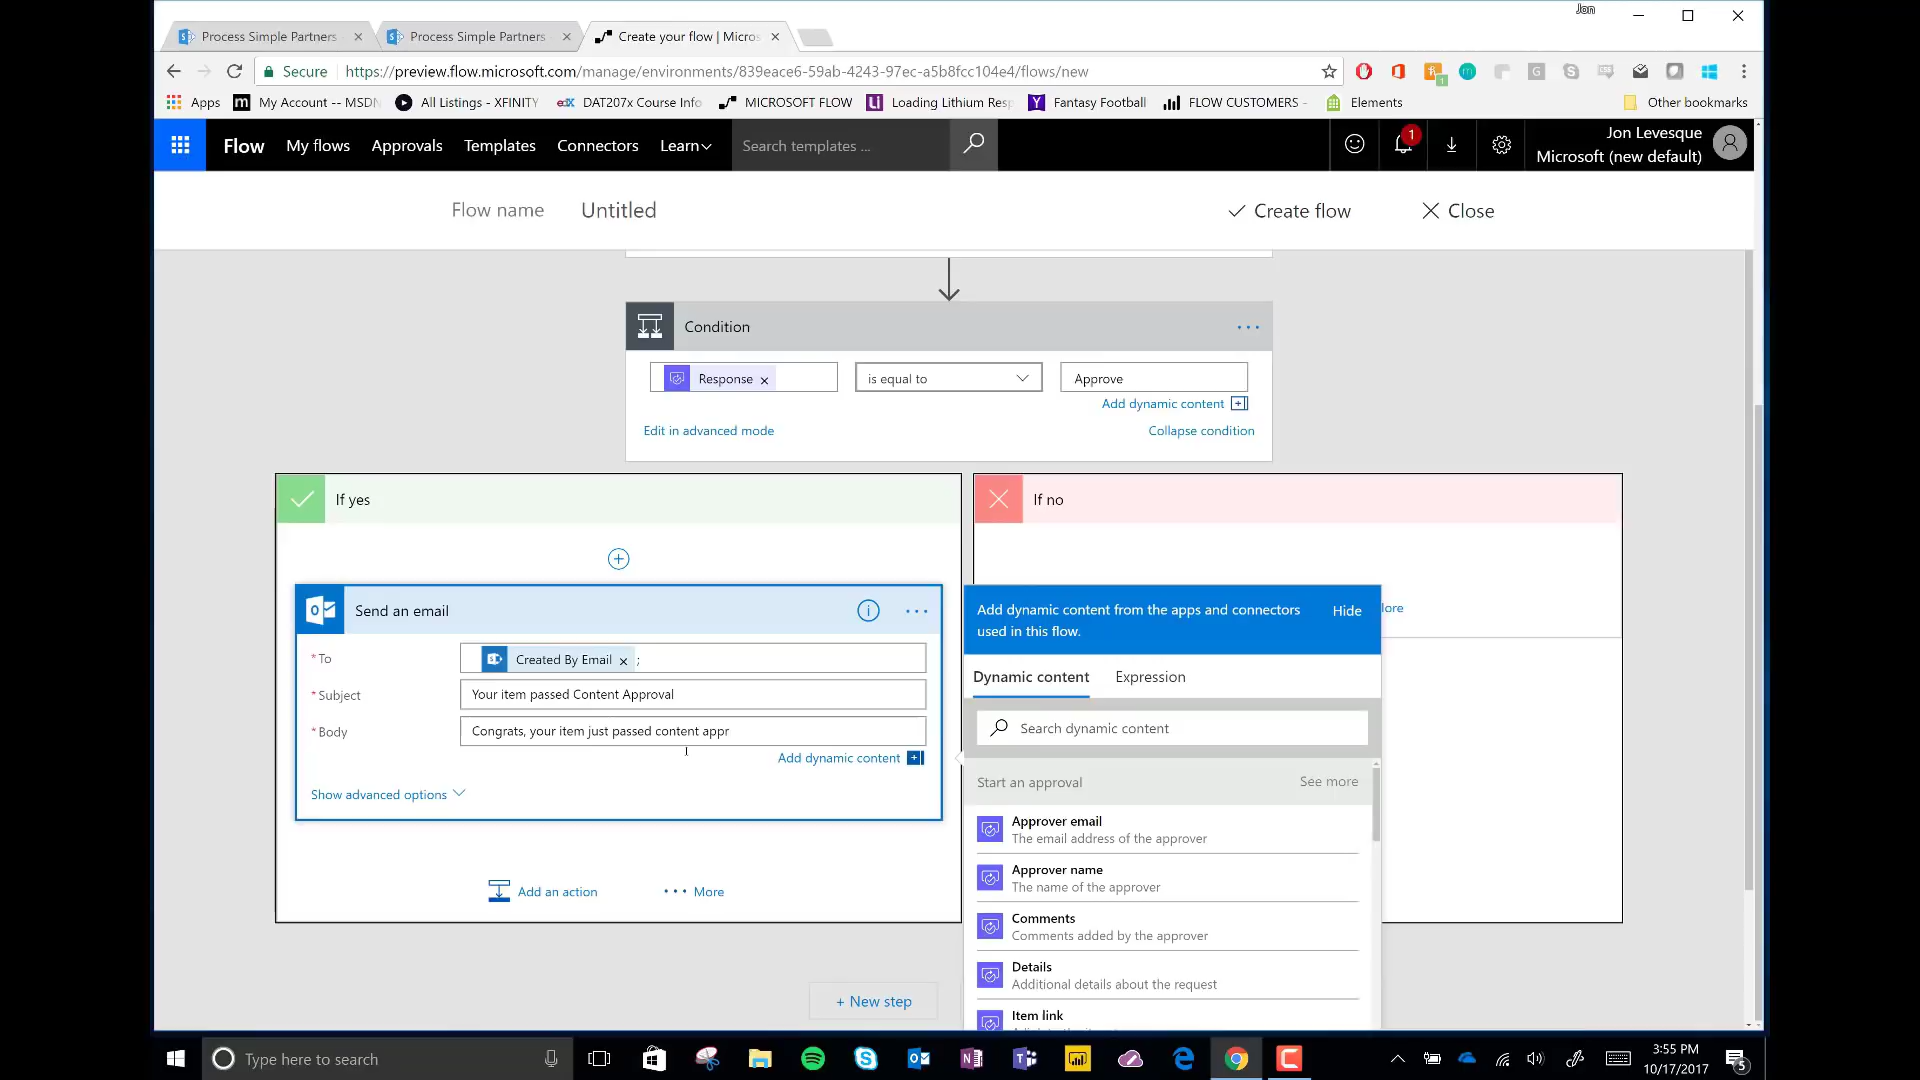 Jon
Process Simple Partners
Process Simple Partners
Create your flow | Micros
Secure
https://preview.flow.microsoft.com/manage/environments/839eace6-59ab-4243-97ec-a5b8fcc104e4/flows/new
Apps
My Account -- MSDN
All Listings - XFINITY
DAT207x Course Info
MICROSOFT FLOW
Loading Lithium Resp
Fantasy Football
FLOW CUSTOMERS -
Elements
Other bookmarks
Flow
My flows
Approvals
Templates
Connectors
Learn
Search templates ...
1
Jon Levesque
Microsoft (new default)
Flow name
Untitled
Create flow
Close
Condition
Response
is equal to
Approve
Add dynamic content
Edit in advanced mode
Collapse condition
If yes
If no
Send an email
*To
Created By Email
;
*Subject
Your item passed Content Approval
*Body
Congrats, your item just passed content appr
Add dynamic content
Show advanced options
Add an action
More
+ New step
Add dynamic content from the apps and connectors
used in this flow.
Hide
lore
Dynamic content
Expression
Search dynamic content
Start an approval
See more
Approver email
The email address of the approver
Approver name
The name of the approver
Comments
Comments added by the approver
Details
Additional details about the request
Item link
Type here to search
3:55 PM
10/17/2017
5